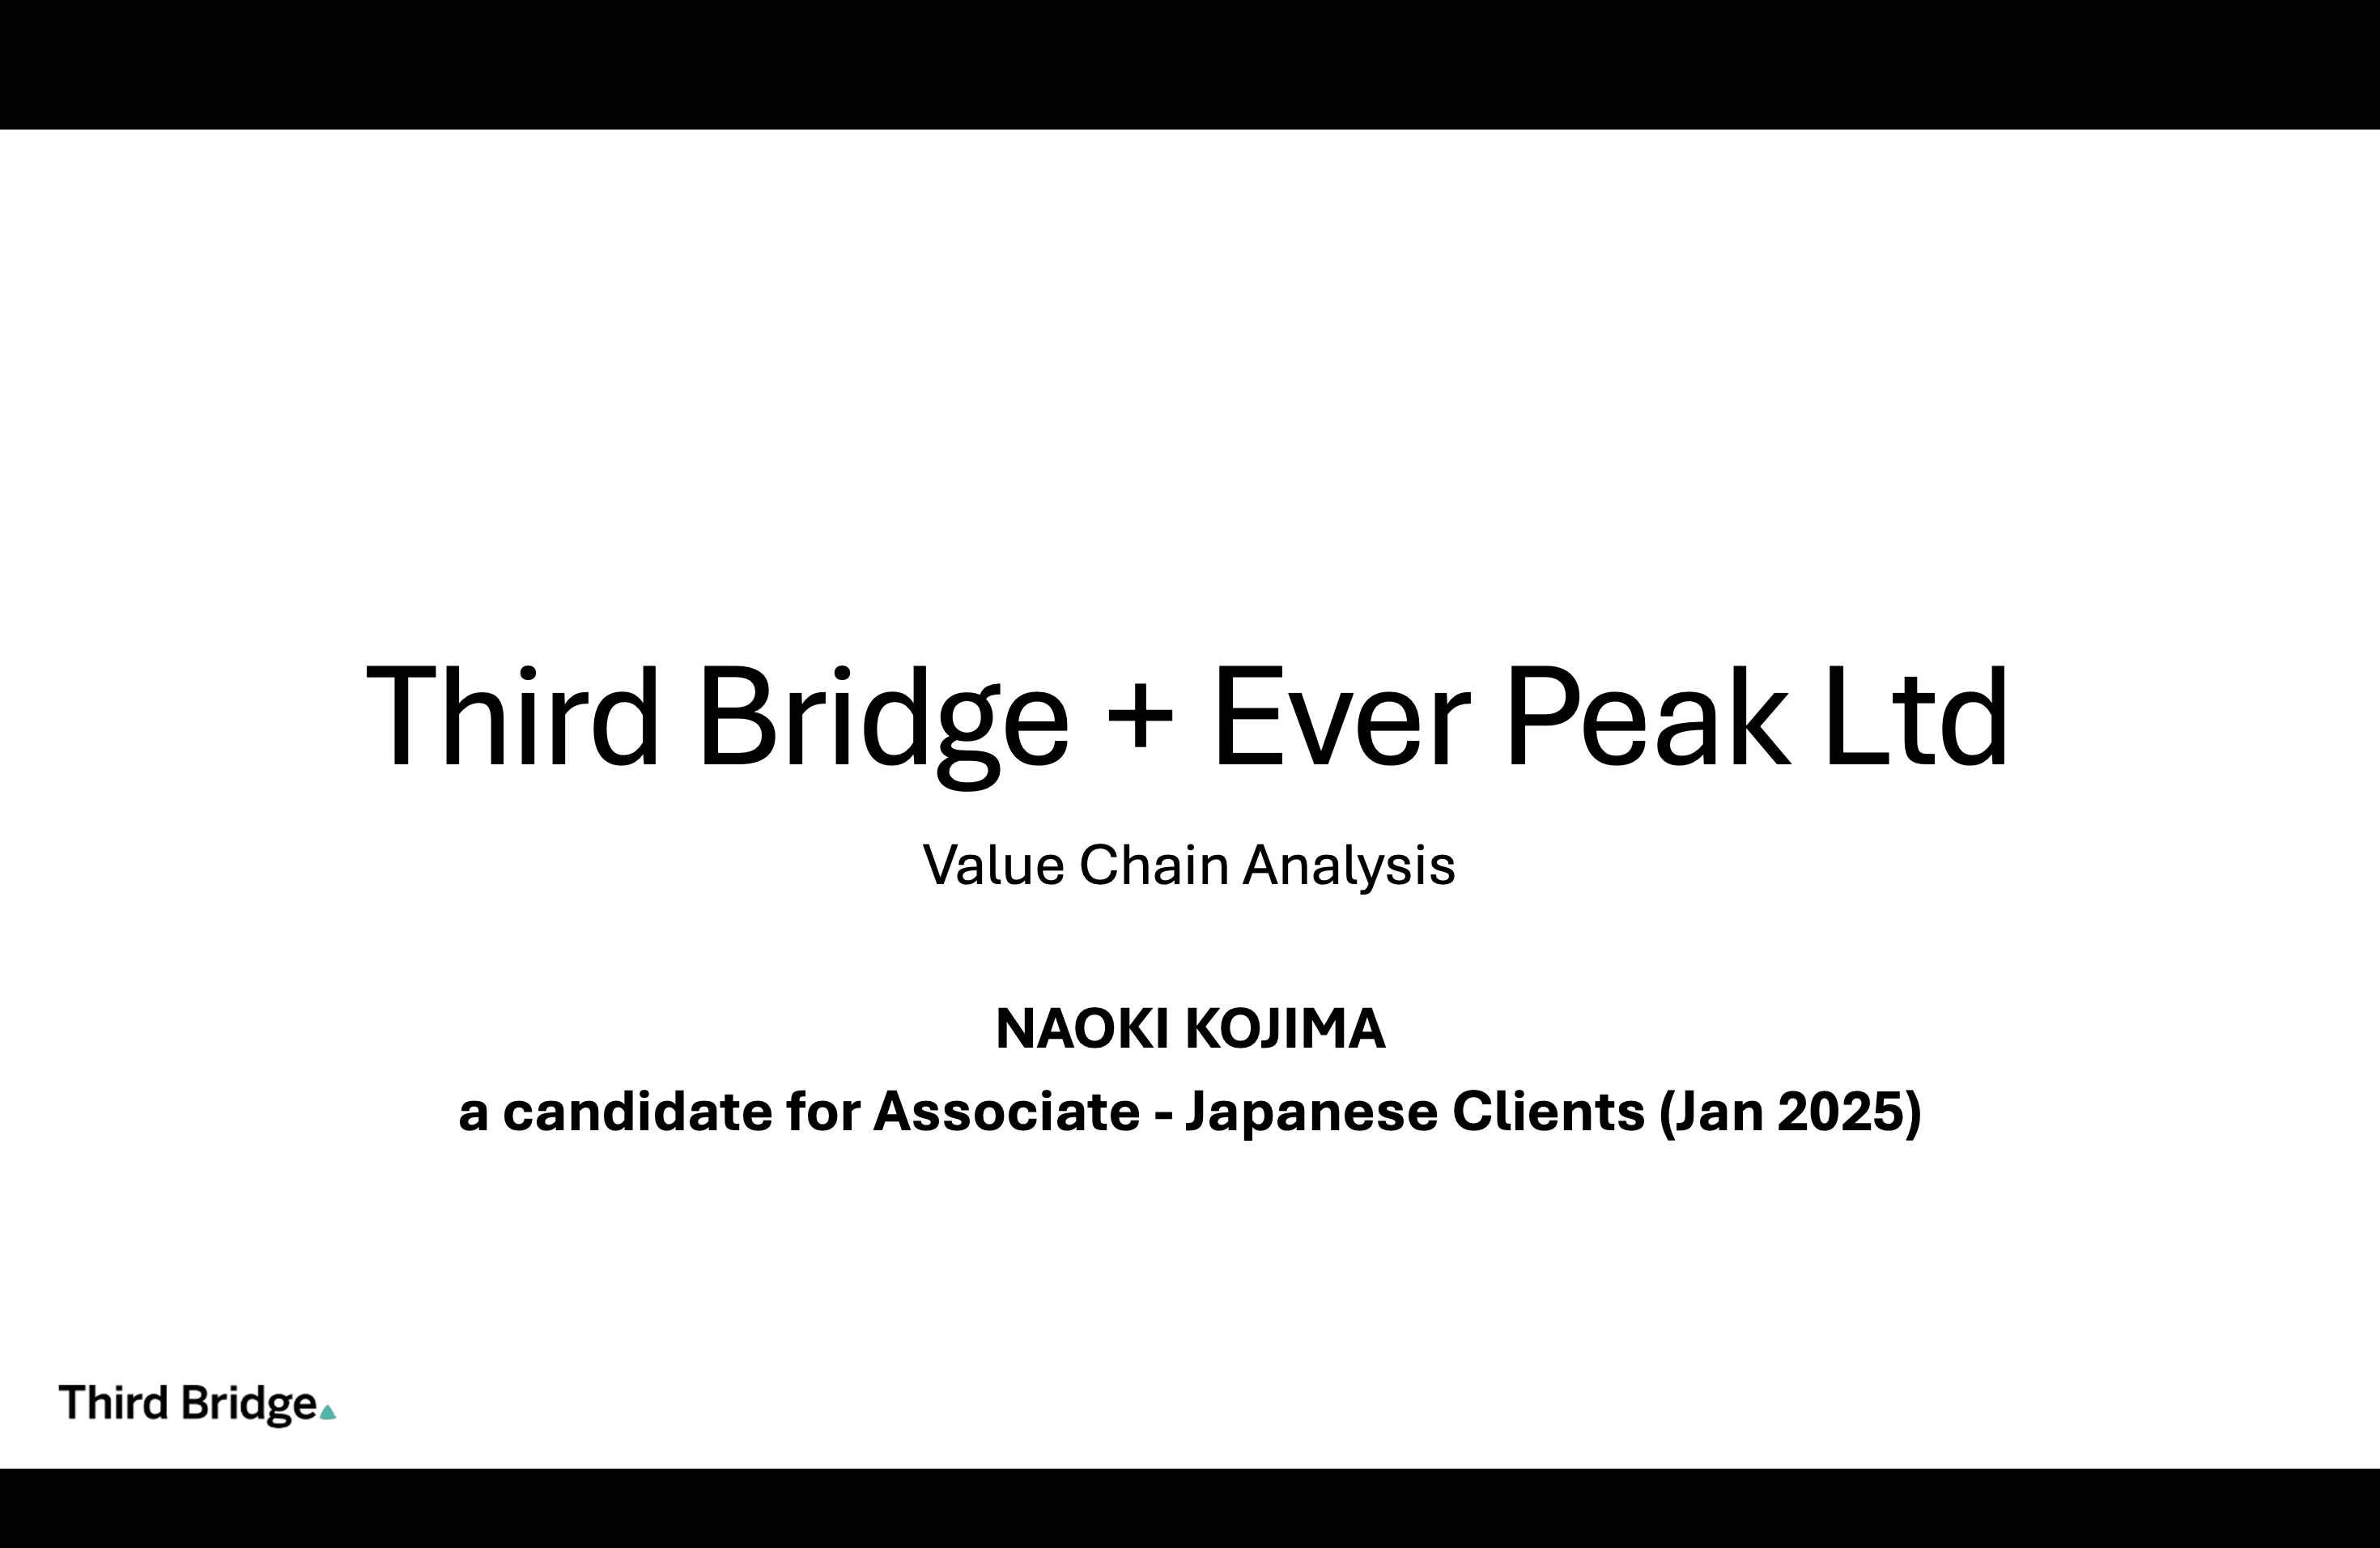 Third Bridge + Ever Peak Ltd
Value Chain Analysis
NAOKI KOJIMA
a candidate for Associate - Japanese Clients (Jan 2025)
Third Bridge